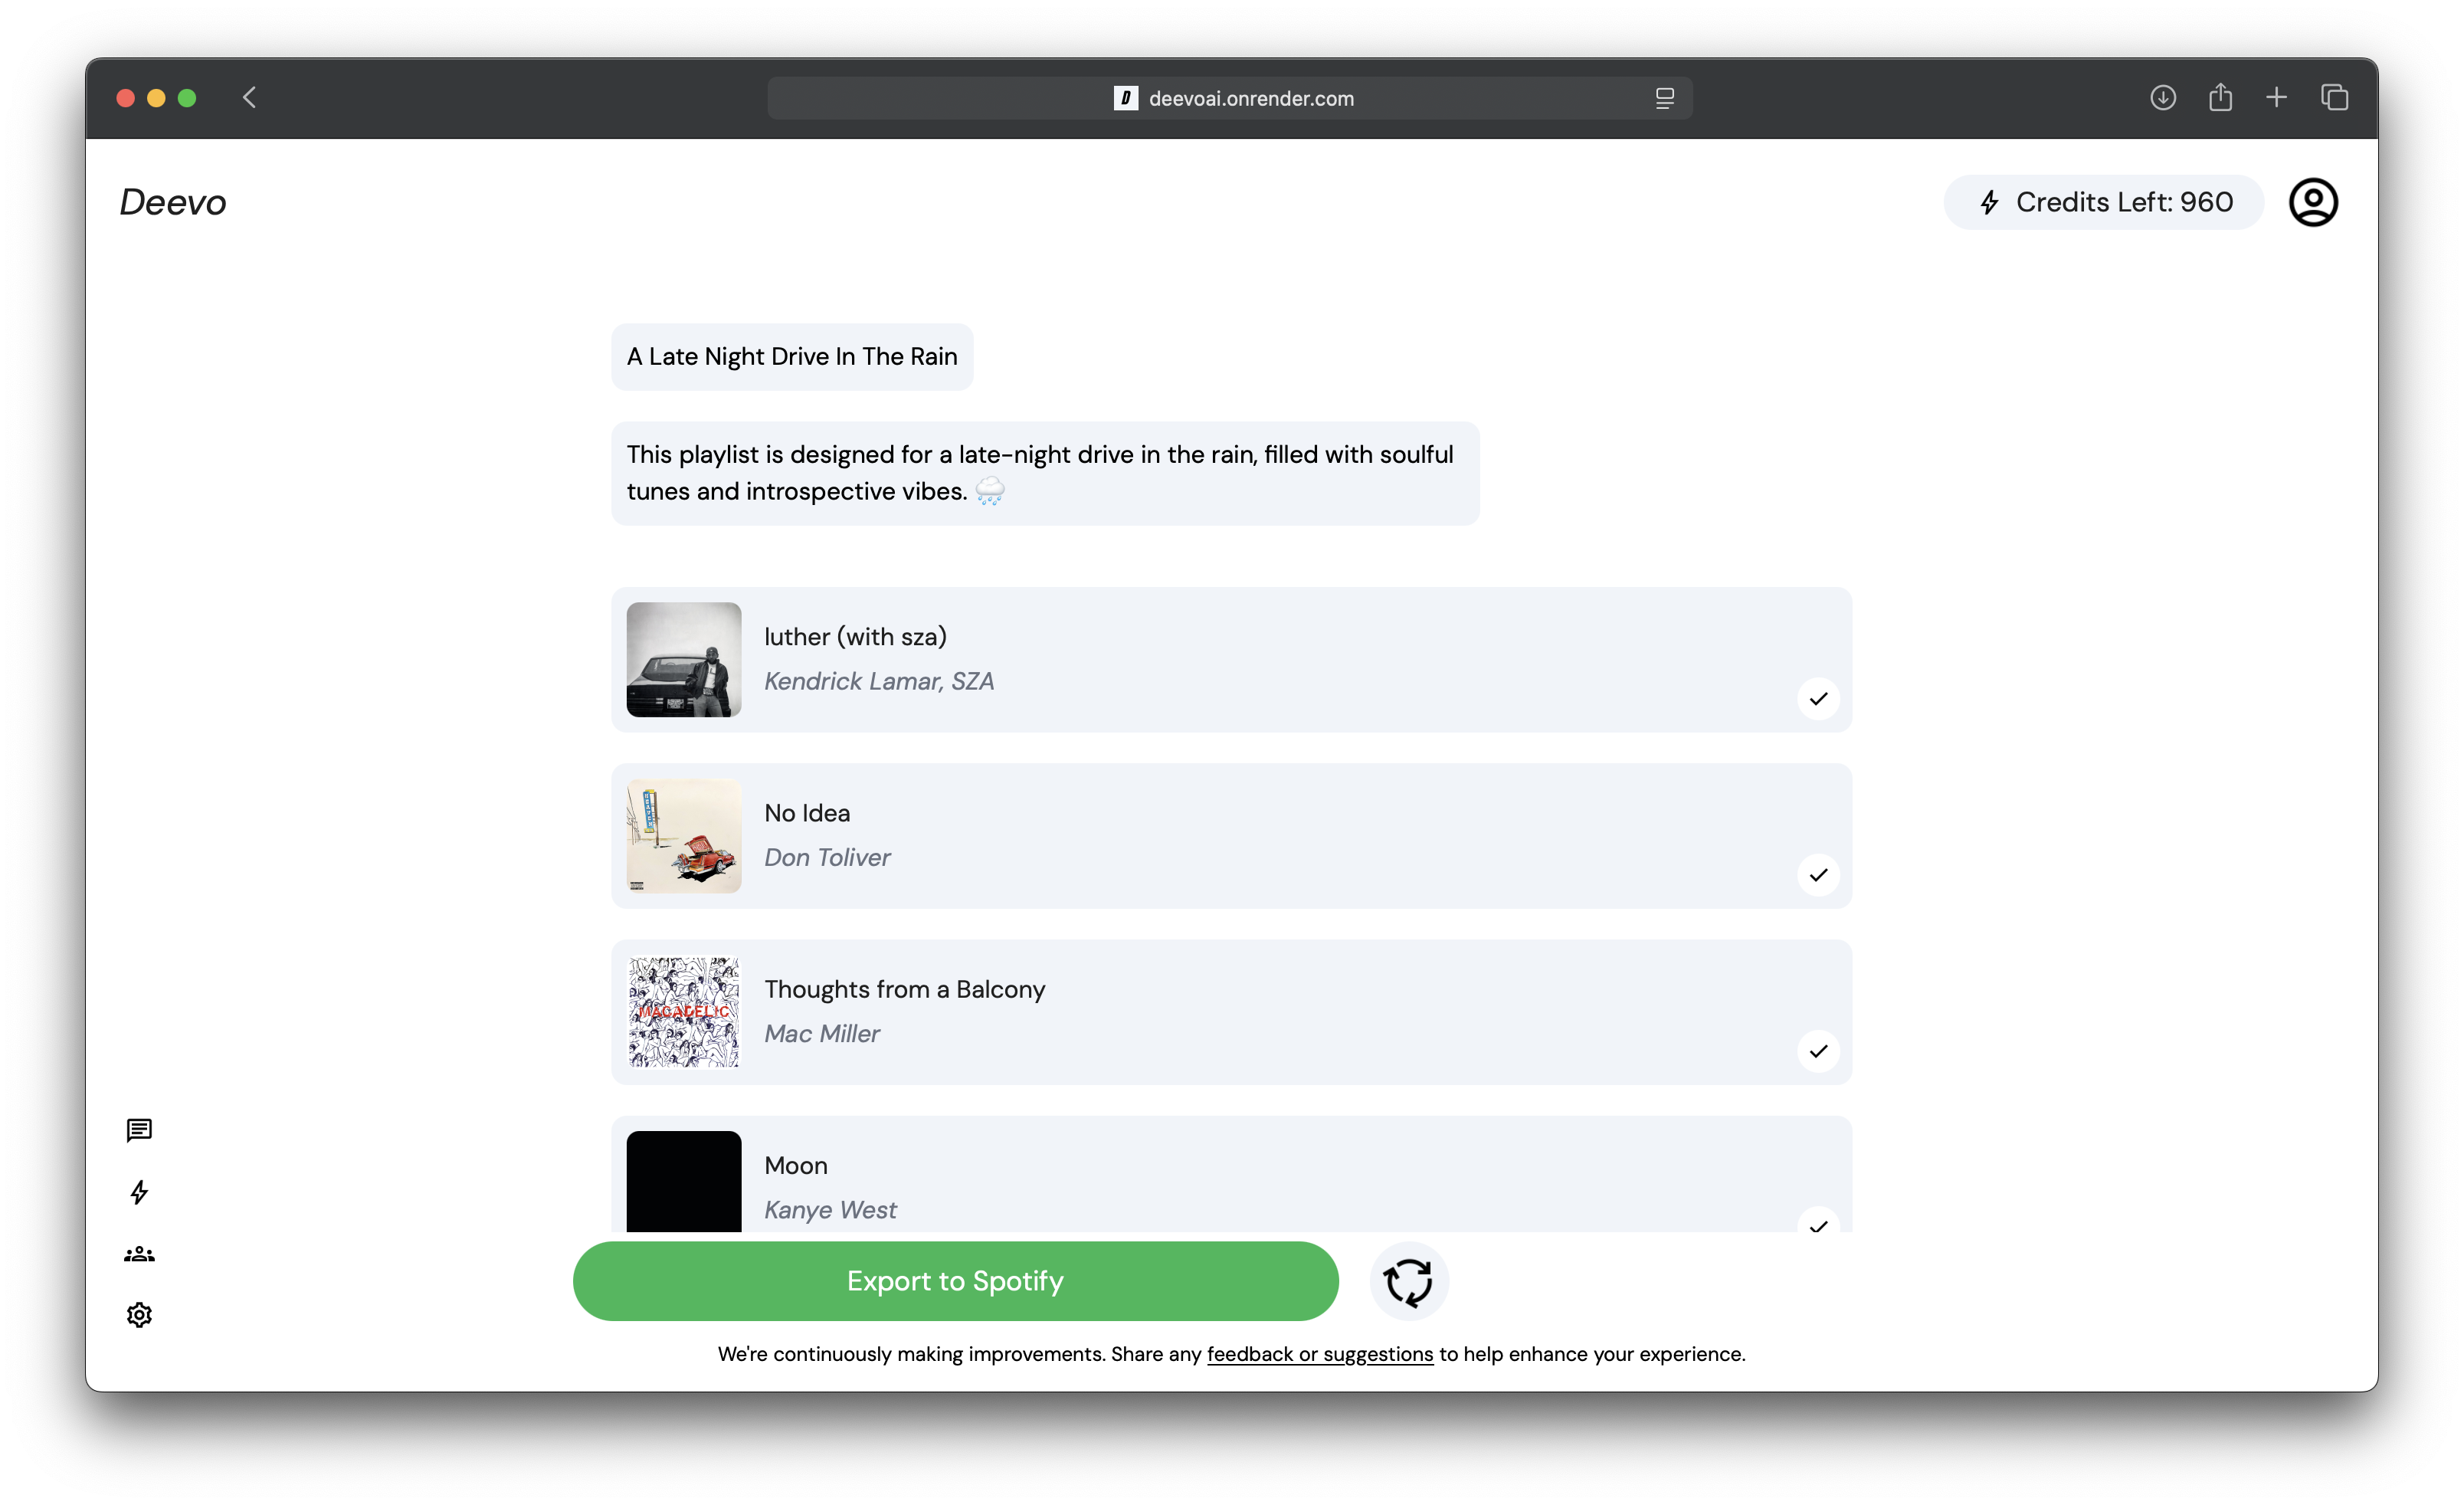 D deevoai.onrender.com
Deevo
Credits Left: 960
A Late Night Drive In The Rain
This playlist is designed for a late-night drive in the rain, filled with soulful
tunes and introspective vibes. 🌧️
luther (with sza)
Kendrick Lamar, SZA
No Idea
Don Toliver
MACADELIC
Thoughts from a Balcony
Mac Miller
Moon
Kanye West
Export to Spotify
We're continuously making improvements. Share any feedback or suggestions to help enhance your experience.